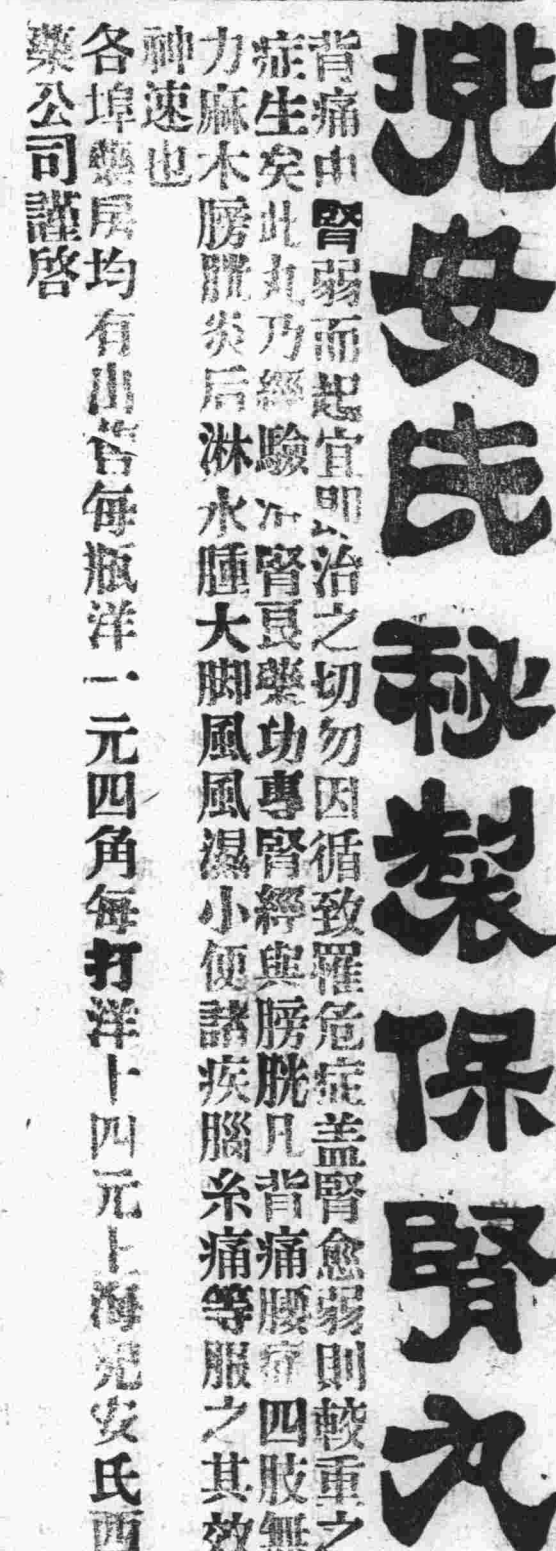 兜安氏秘製保腎丸
背痛由腎弱而起宜即治之切勿因循致罹危症盖腎愈弱則較重之
症生矣此丸乃經驗治腎良藥功專腎經與膀胱凡背痛腰症四肢無
力麻木膀胱炎后淋水腫大脚風風濕小便諸疾腦糸痛等服之其效
神速也
各埠藥房均有出售每瓶洋一元四角每打洋十四元上海兜安氏西
藥公司謹啓